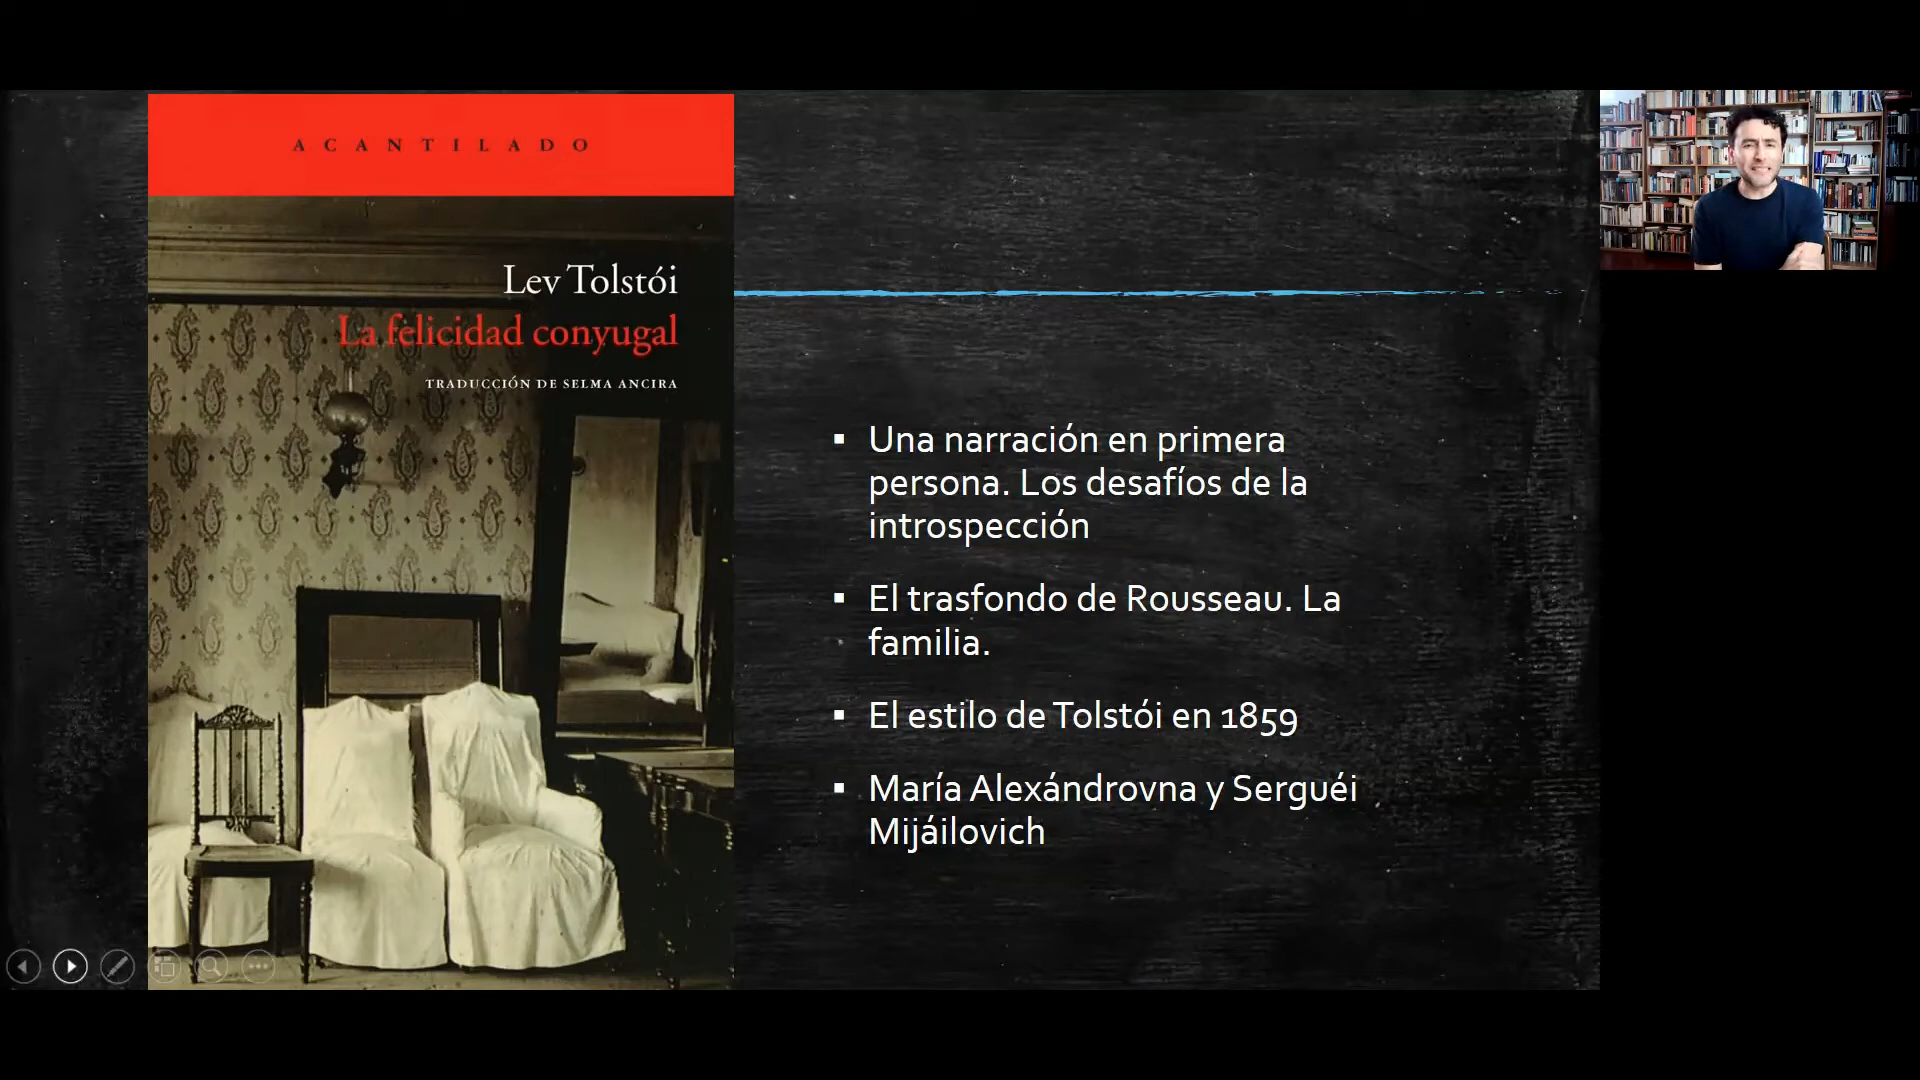 ACANTILADO
Lev Tolstói
La felicidad conyugal
TRADUCCIÓN DE SELMA ANCIRA
▪ Una narración en primera
persona. Los desafíos de la
introspección
▪ El trasfondo de Rousseau. La
familia.
▪ El estilo de Tolstói en 1859
▪ María Alexándrovna y Serguéi
Mijáilovich